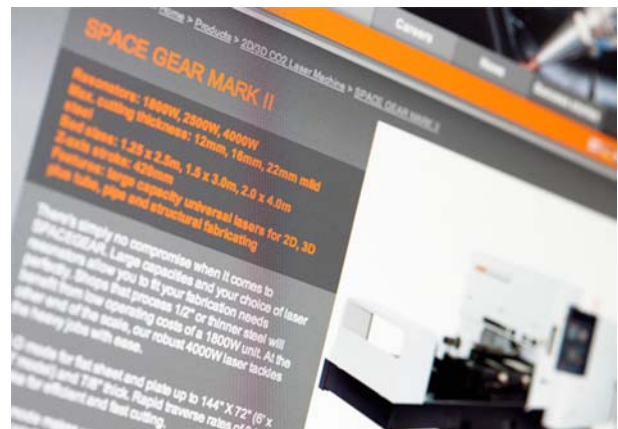 Careers
News
Home > Products > 2D/3D CO2 Laser Machine > SPACE GEAR MARK II
SPACE GEAR MARK II
Resonators: 1800W, 2500W, 4000W
Max. cutting thickness: 12mm, 16mm, 22mm mild
steel
Bed sizes: 1.25 x 2.5m, 1.5 x 3.0m, 2.0 x 4.0m
Z-axis stroke: 420mm
Features: large capacity universal lasers for 2D, 3D
plus tube, pipe and structural fabricating
There's simply no compromise when it comes to
SPACEGEAR. Large capacities and your choice of laser
resonators allow you to fit your fabrication needs
perfectly. Shops that process 1/2" or thinner steel will
benefit from low operating costs of a 1800W unit. At the
other end of the scale, our robust 4000W laser tackles
the heavy jobs with ease.
mode for flat sheet and plate up to 144" X 72" (6' x
and 7/8" thick. Rapid traverse rates of
for efficient and fast cutting.
mode